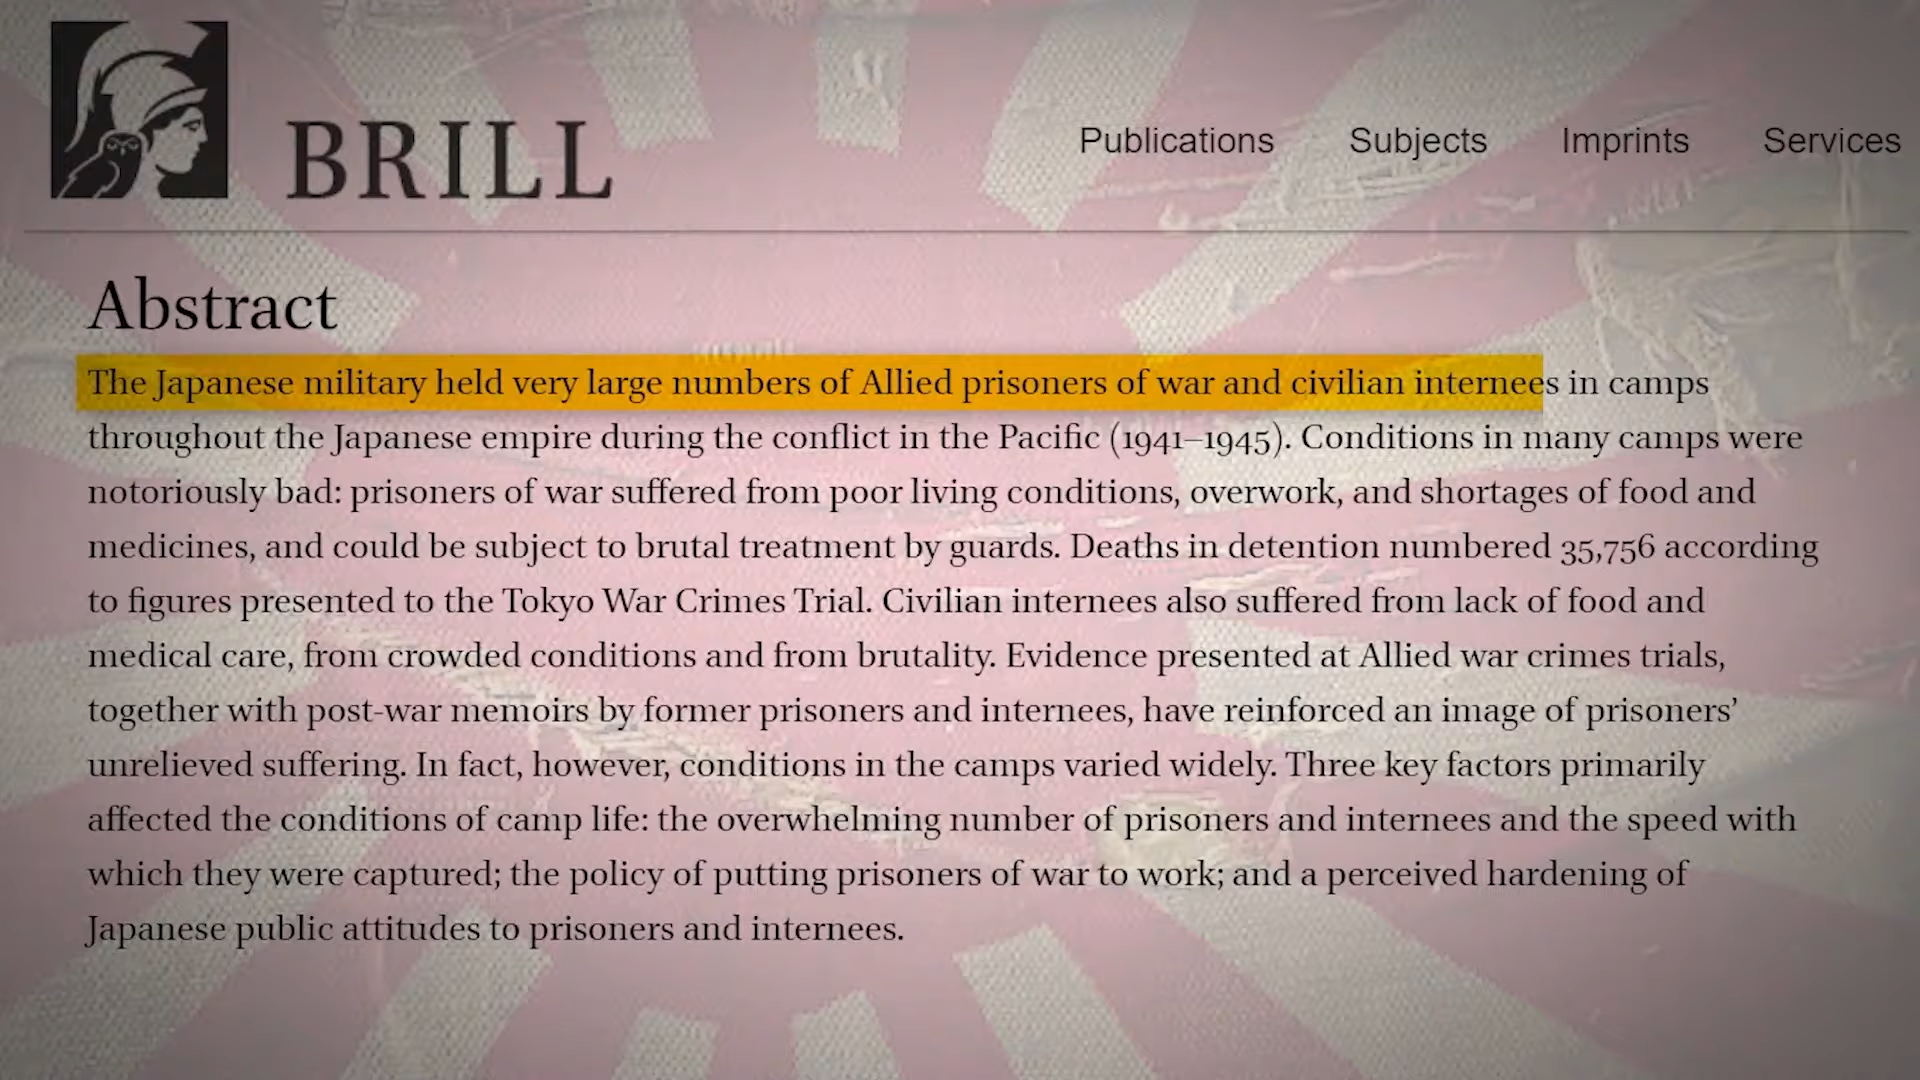 BRILL
Publications Subjects Imprints Services
Abstract
The Japanese military held very large numbers of Allied prisoners of war and civilian internees in camps
throughout the Japanese empire during the conflict in the Pacific (1941–1945). Conditions in many camps were
notoriously bad: prisoners of war suffered from poor living conditions, overwork, and shortages of food and
medicines, and could be subject to brutal treatment by guards. Deaths in detention numbered 35,756 according
to figures presented to the Tokyo War Crimes Trial. Civilian internees also suffered from lack of food and
medical care, from crowded conditions and from brutality. Evidence presented at Allied war crimes trials,
together with post-war memoirs by former prisoners and internees, have reinforced an image of prisoners’
unrelieved suffering. In fact, however, conditions in the camps varied widely. Three key factors primarily
affected the conditions of camp life: the overwhelming number of prisoners and internees and the speed with
which they were captured; the policy of putting prisoners of war to work; and a perceived hardening of
Japanese public attitudes to prisoners and internees.